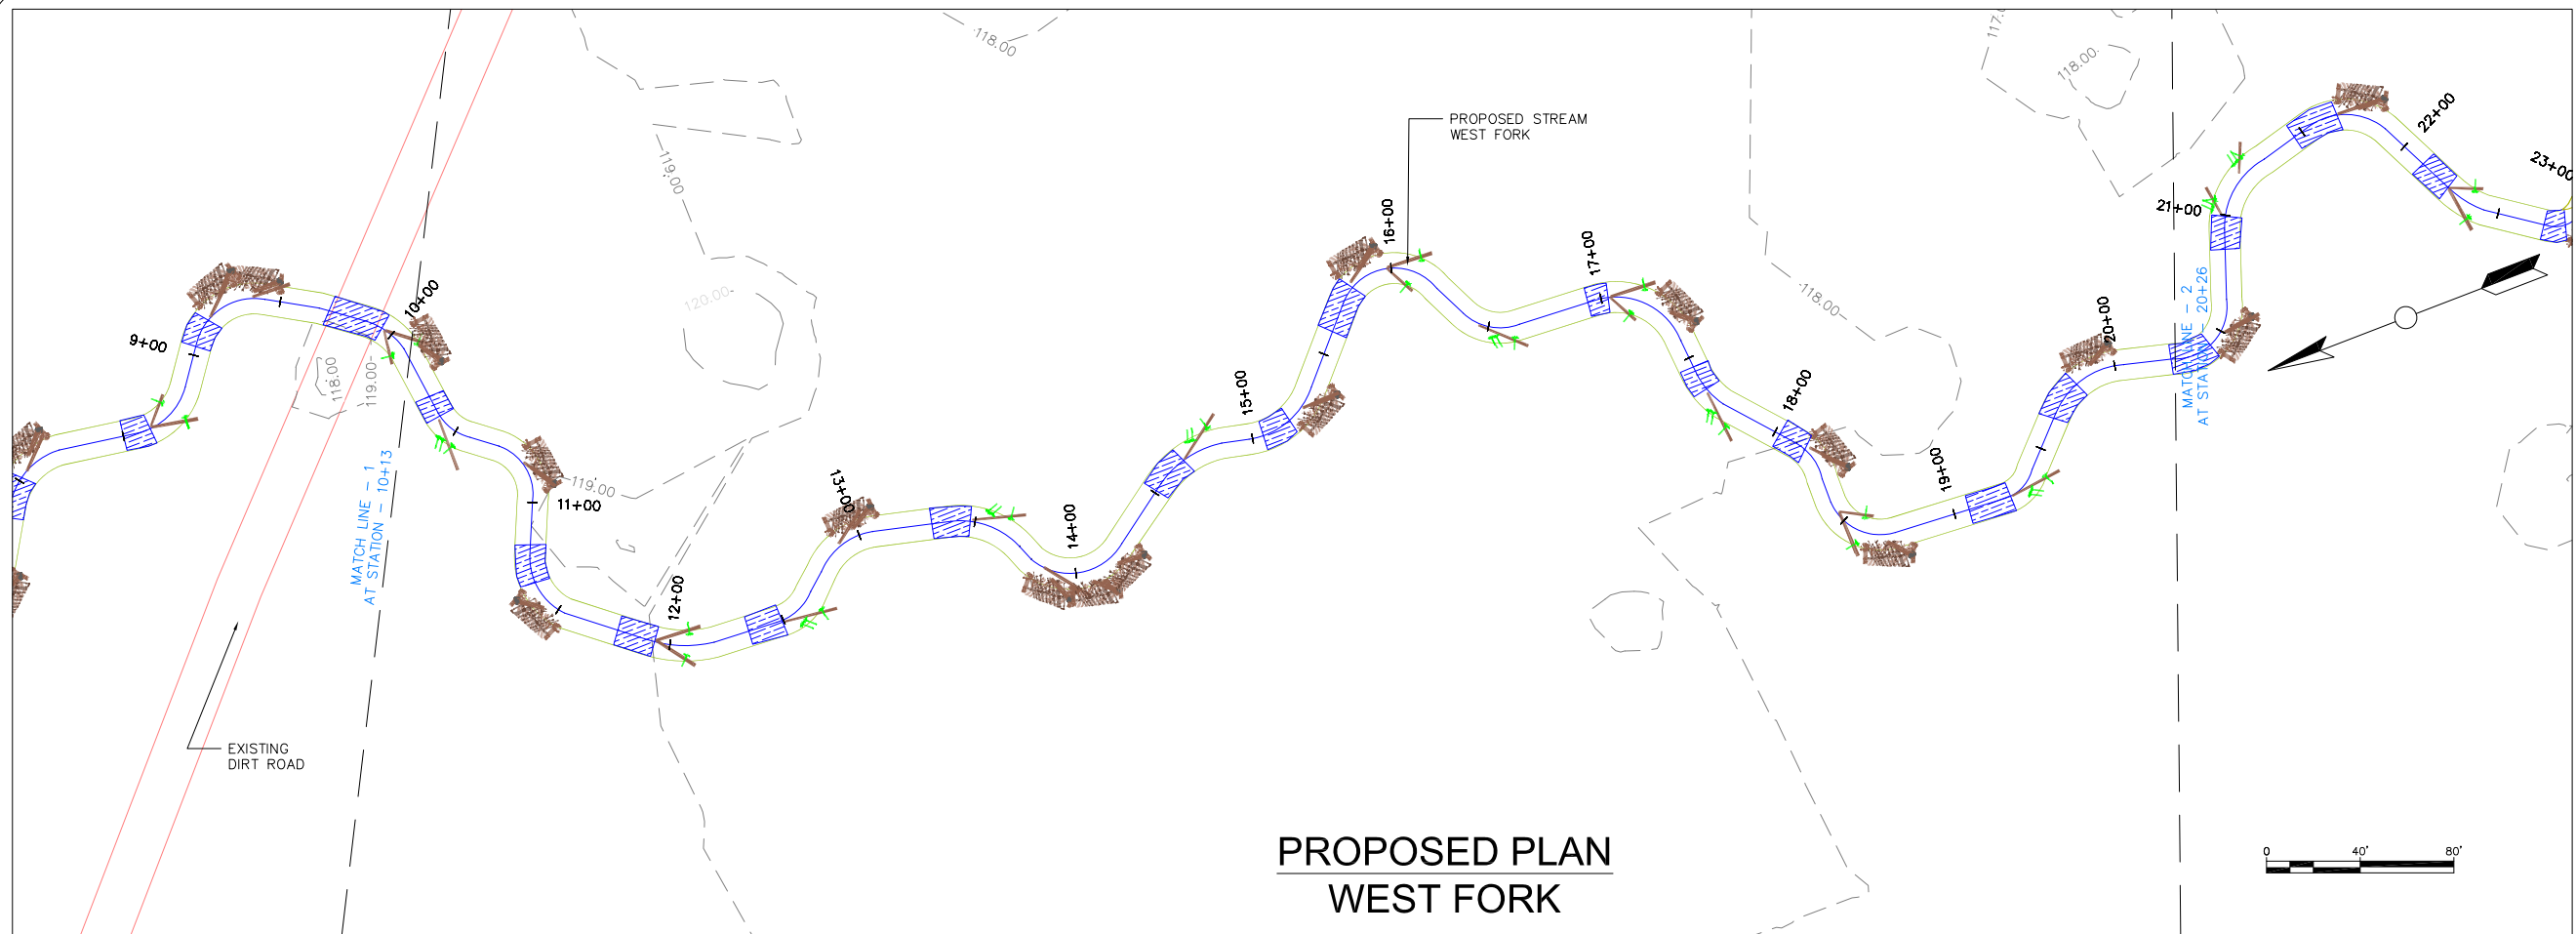 118.00
117.0
118.00
PROPOSED STREAM
WEST FORK
22+00
23+00
119.00
16+00
21+00
17+00
10+00
120.00
118.00
MATCH LINE - 2
AT STATION - 20+26
20+00
9+00
118.00
119.00
15+00
18+00
MATCH LINE - 1
AT STATION - 10+13
119.00
11+00
13+00
19+00
14+00
12+00
EXISTING
DIRT ROAD
PROPOSED PLAN
WEST FORK
0 40' 80'